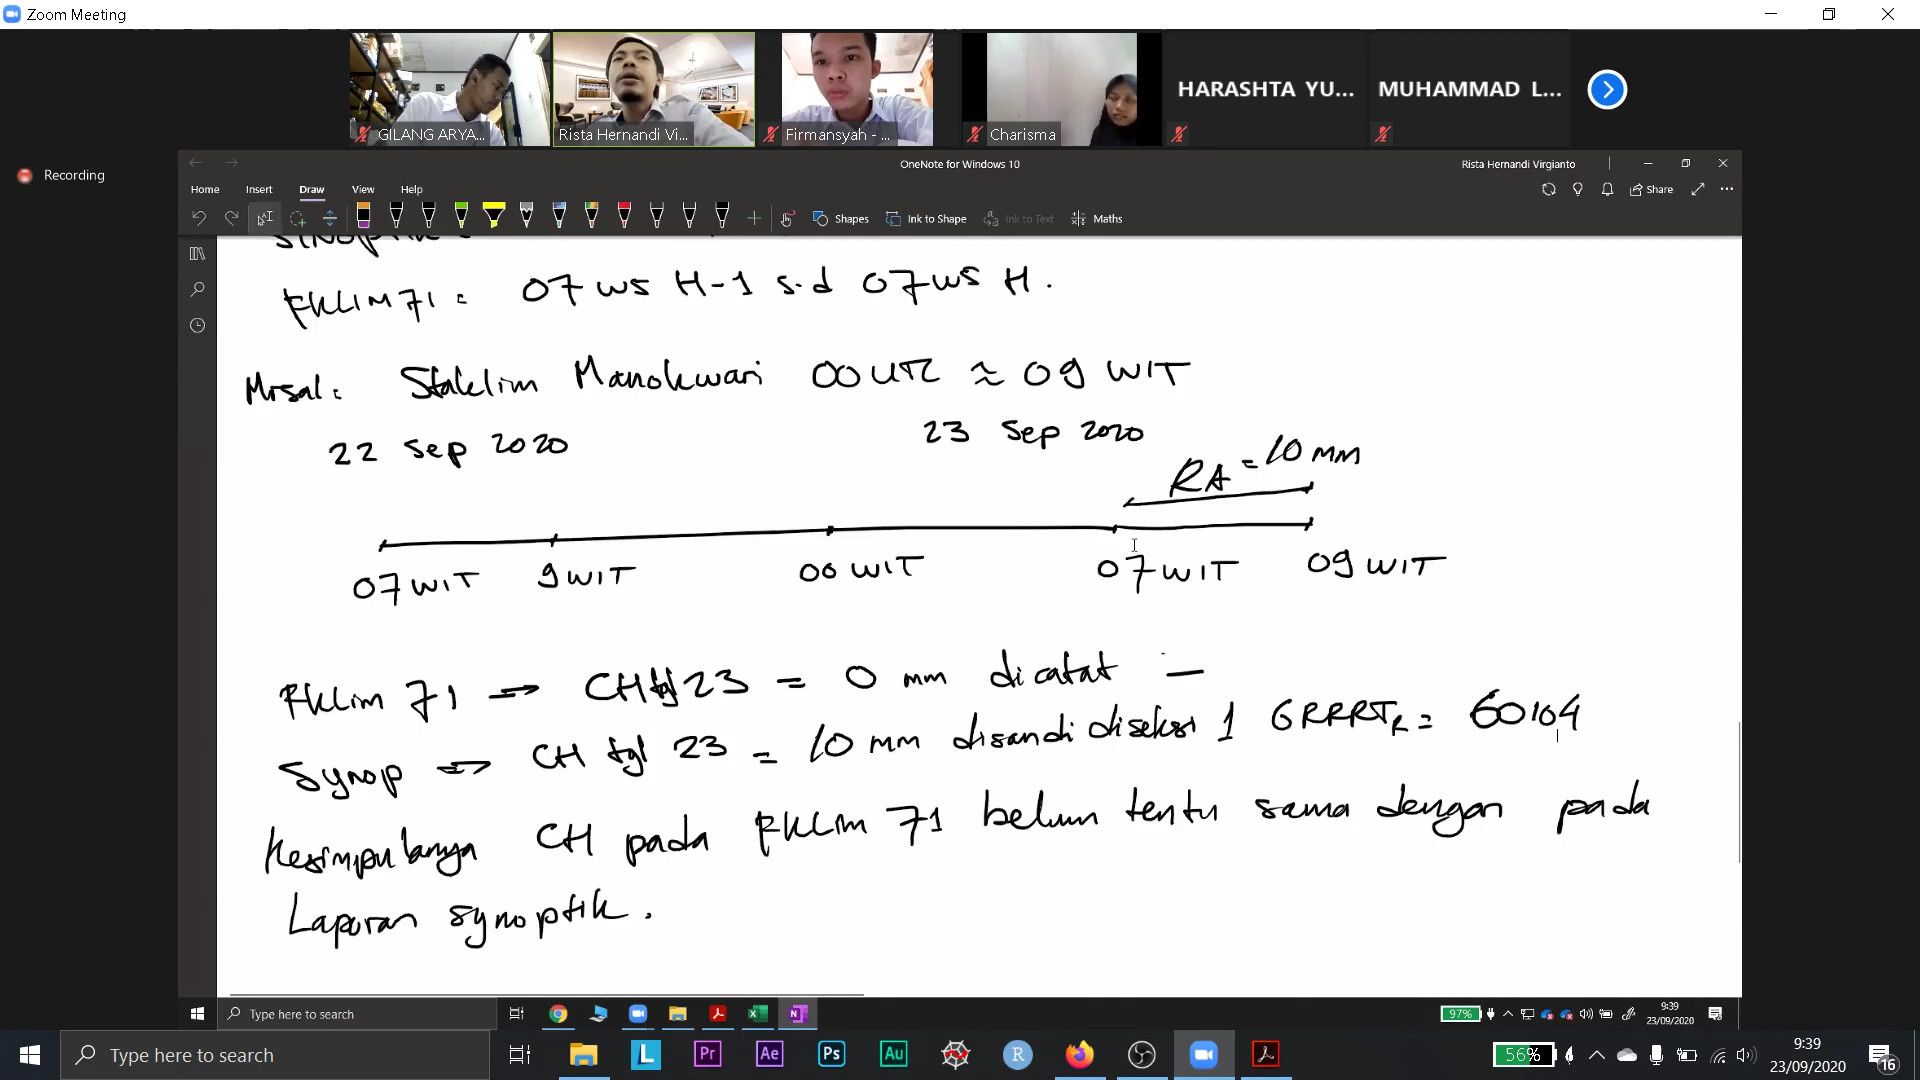 Zoom Meeting
GILANG ARYA...
Rista Hernandi Vi...
Firmansyah - ...
Charisma
HARASHTA YU...
MUHAMMAD L...
Recording
OneNote for Windows 10
Rista Hernandi Virgianto
Home Insert Draw View Help
Share
Shapes
Ink to Shape
Ink to Text
Maths
FKLIM 71 : 07 WS H-1 s.d 07 WS H.
Misal : Staklim Manokwari 00 UTC ≈ 09 WIT
22 Sep 2020
23 Sep 2020
RA = 10 mm
07 WIT 9 WIT 00 WIT 07 WIT 09 WIT
FKlim 71 → CH tgl 23 = 0 mm dicatat –
Synop → CH tgl 23 = 10 mm disandi diseksi 1 6RRRTR = 60104
Kesimpulanya CH pada FKLIM 71 belum tentu sama dengan pada
Laporan synoptik.
Type here to search
97%
9:39
23/09/2020
Type here to search
L
Pr
Ae
Ps
Au
R
56%
9:39
23/09/2020
16